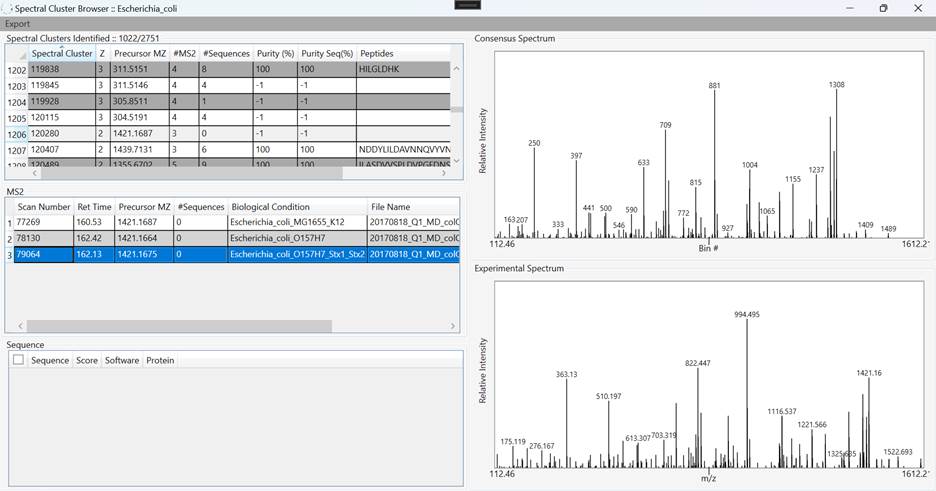 Spectral Cluster Browser :: Escherichia_coli
Export
Spectral Clusters Identified :: 1022/2751
Spectral Cluster Z Precursor MZ #MS2 #Sequences Purity (%) Purity Seq(%) Peptides
1202 119838 3 311.5151 4 8 100 100 HILGLDHK
1203 119845 3 311.5146 4 4 -1 -1
1204 119928 3 305.8511 4 1 -1 -1
1205 120115 3 304.5191 4 4 -1 -1
1206 120280 2 1421.1687 3 0 -1 -1
1207 120407 2 1439.7131 3 6 100 100 NDDYLILDAVNNQVYVN
1208 120489 2 1355.6702 5 9 100 100
MS2
Scan Number Ret Time Precursor MZ #Sequences Biological Condition File Name
1 77269 160.53 1421.1687 0 Escherichia_coli_MG1655_K12 20170818_Q1_MD_colC
2 78130 162.42 1421.1664 0 Escherichia_coli_O157H7 20170818_Q1_MD_colC
3 79064 162.13 1421.1675 0 Escherichia_coli_O157H7_Stx1_Stx2 20170818_Q1_MD_colC
Sequence
Sequence Score Software Protein
Consensus Spectrum
Relative Intensity
1308
881
709
250
397
633
1004
1237
815
1155
441
500
590
772
1065
163
207
333
546
927
1409
1489
112.46
Bin #
1612.2
Experimental Spectrum
Relative Intensity
994.495
822.447
363.13
1421.16
510.197
1116.537
1221.566
613.307
703.319
175.119
276.167
1325.635
1522.693
112.46
m/z
1612.2